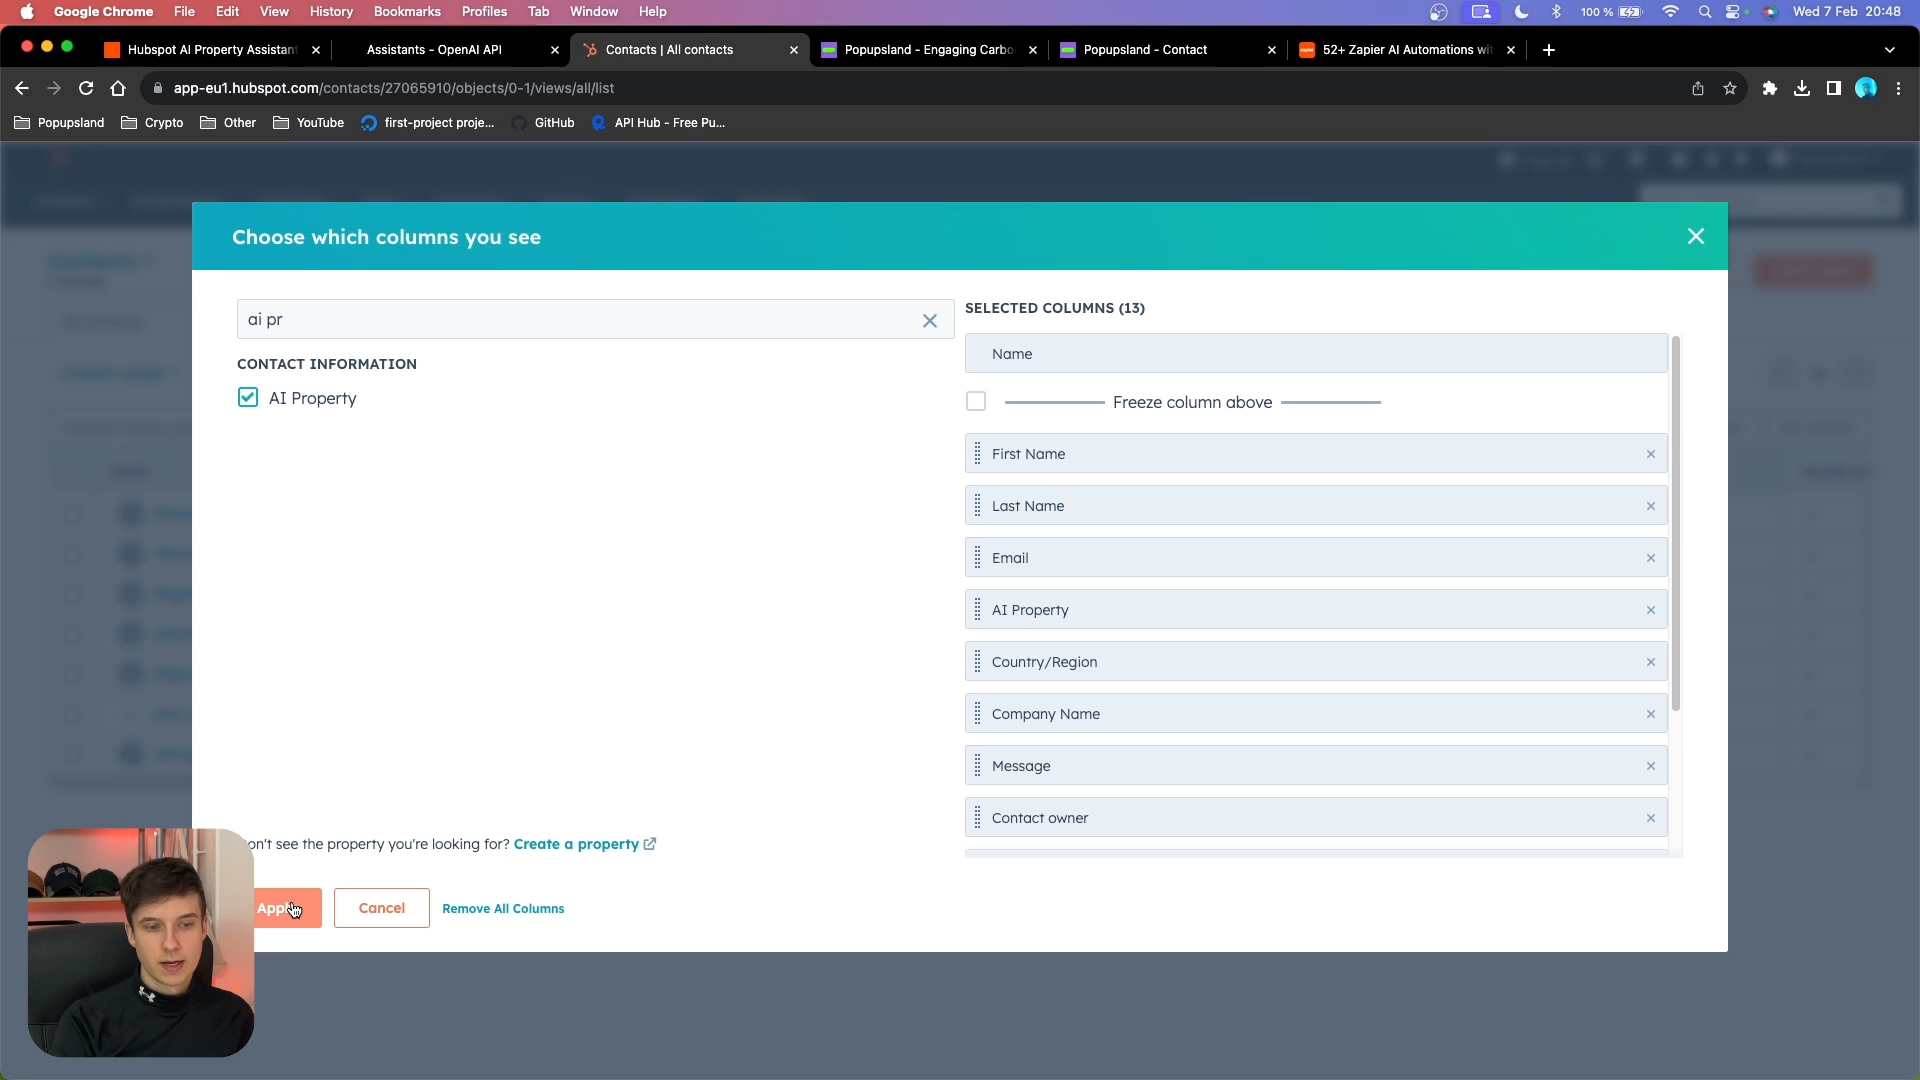 Google Chrome File Edit View History Bookmarks Profiles Tab Window Help 100 % Wed 7 Feb 20:48
Hubspot AI Property Assistant Assistants - OpenAI API Contacts | All contacts Popupsland - Engaging Carbo Popupsland - Contact 52+ Zapier AI Automations wit
app-eu1.hubspot.com/contacts/27065910/objects/0-1/views/all/list
Popupsland Crypto Other YouTube first-project proje... GitHub API Hub - Free Pu...
Choose which columns you see
ai pr
CONTACT INFORMATION
AI Property
SELECTED COLUMNS (13)
Name
Freeze column above
First Name
Last Name
Email
AI Property
Country/Region
Company Name
Message
Contact owner
on't see the property you're looking for? Create a property
Apply Cancel Remove All Columns